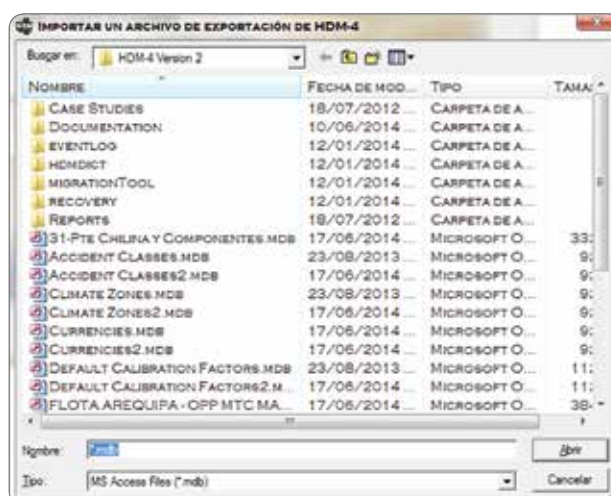 IMPORTAR UN ARCHIVO DE EXPORTACIÓN DE HDM-4
Buscar en: HDM-4 Version 2
NOMBRE FECHA DE MOD... TIPO TAMA
CASE STUDIES 18/07/2012 ... CARPETA DE A...
DOCUMENTATION 10/06/2014 ... CARPETA DE A...
EVENTLOG 12/01/2014 ... CARPETA DE A...
HDMDICT 12/01/2014 ... CARPETA DE A...
MIGRATIONTOOL 12/01/2014 ... CARPETA DE A...
RECOVERY 12/01/2014 ... CARPETA DE A...
REPORTS 18/07/2012 ... CARPETA DE A...
31-PTE CHILINA Y COMPONENTES.MDB 17/06/2014 ... MICROSOFT O...
ACCIDENT CLASSES.MDB 23/08/2013 ... MICROSOFT O...
ACCIDENT CLASSES2.MDB 17/06/2014 ... MICROSOFT O...
CLIMATE ZONES.MDB 23/08/2013 ... MICROSOFT O...
CLIMATE ZONES2.MDB 17/06/2014 ... MICROSOFT O...
CURRENCIES.MDB 17/06/2014 ... MICROSOFT O...
CURRENCIES2.MDB 17/06/2014 ... MICROSOFT O...
DEFAULT CALIBRATION FACTORS.MDB 23/08/2013 ... MICROSOFT O...
DEFAULT CALIBRATION FACTORS2.M... 17/06/2014 ... MICROSOFT O...
FLOTA AREQUIPA - OPP MTC MA... 17/06/2014 ... MICROSOFT O...
Nombre: *.mdb Abrir
Tipo: MS Access Files (*.mdb) Cancelar